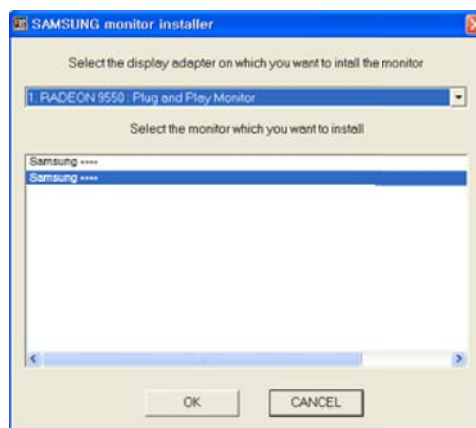 SAMSUNG monitor installer
Select the display adapter on which you want to intall the monitor
1. RADEON 9550 : Plug and Play Monitor
Select the monitor which you want to install
Samsung ····
Samsung ····
OK CANCEL